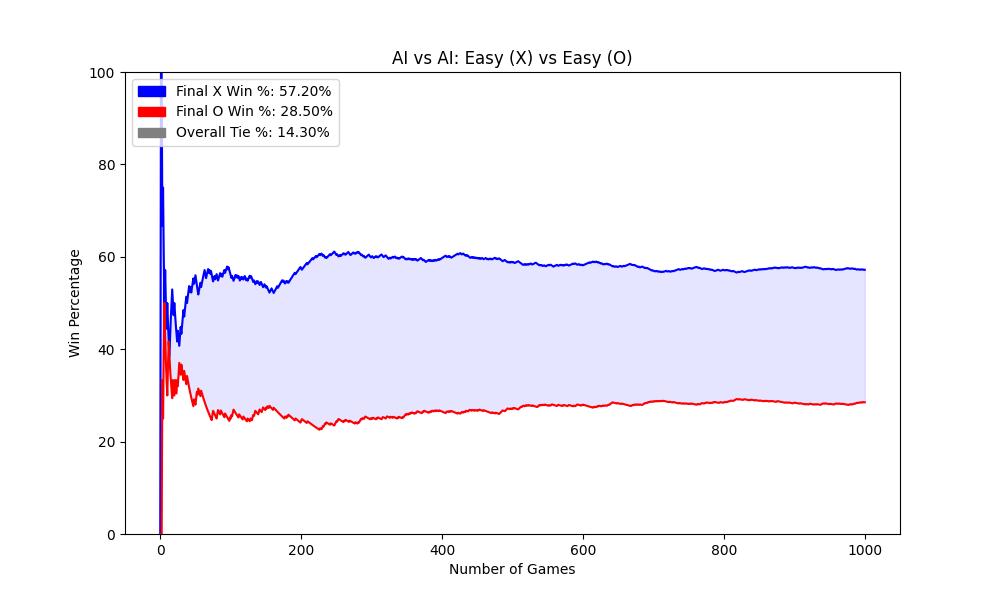 AI vs AI: Easy (X) vs Easy (O)
Final X Win %: 57.20%
Final O Win %: 28.50%
Overall Tie %: 14.30%
Win Percentage
100
80
60
40
20
0
0 200 400 600 800 1000
Number of Games